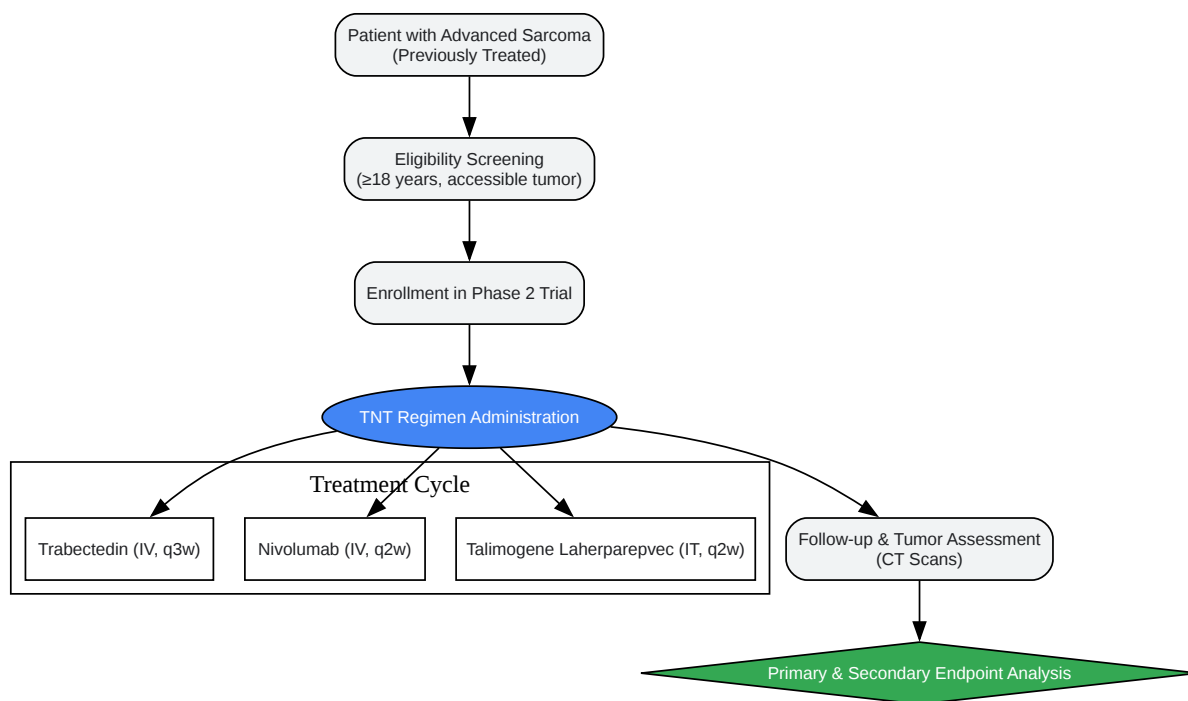 Patient with Advanced Sarcoma
(Previously Treated)
Eligibility Screening
(≥18 years, accessible tumor)
Enrollment in Phase 2 Trial
TNT Regimen Administration
Treatment Cycle
Trabectedin (IV, q3w)
Nivolumab (IV, q2w)
Talimogene Laherparepvec (IT, q2w)
Follow-up & Tumor Assessment
(CT Scans)
Primary & Secondary Endpoint Analysis